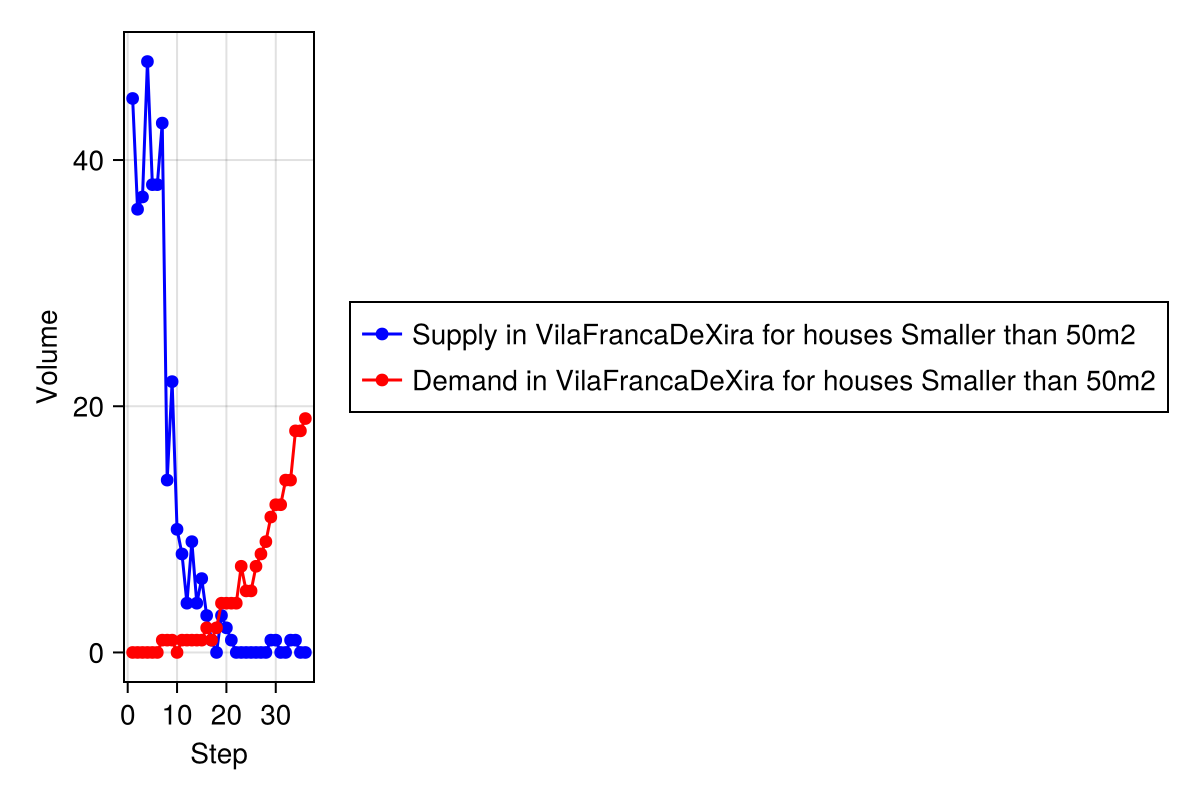 40
20
0
Volume
0 10 20 30
Step
Supply in VilaFrancaDeXira for houses Smaller than 50m2
Demand in VilaFrancaDeXira for houses Smaller than 50m2